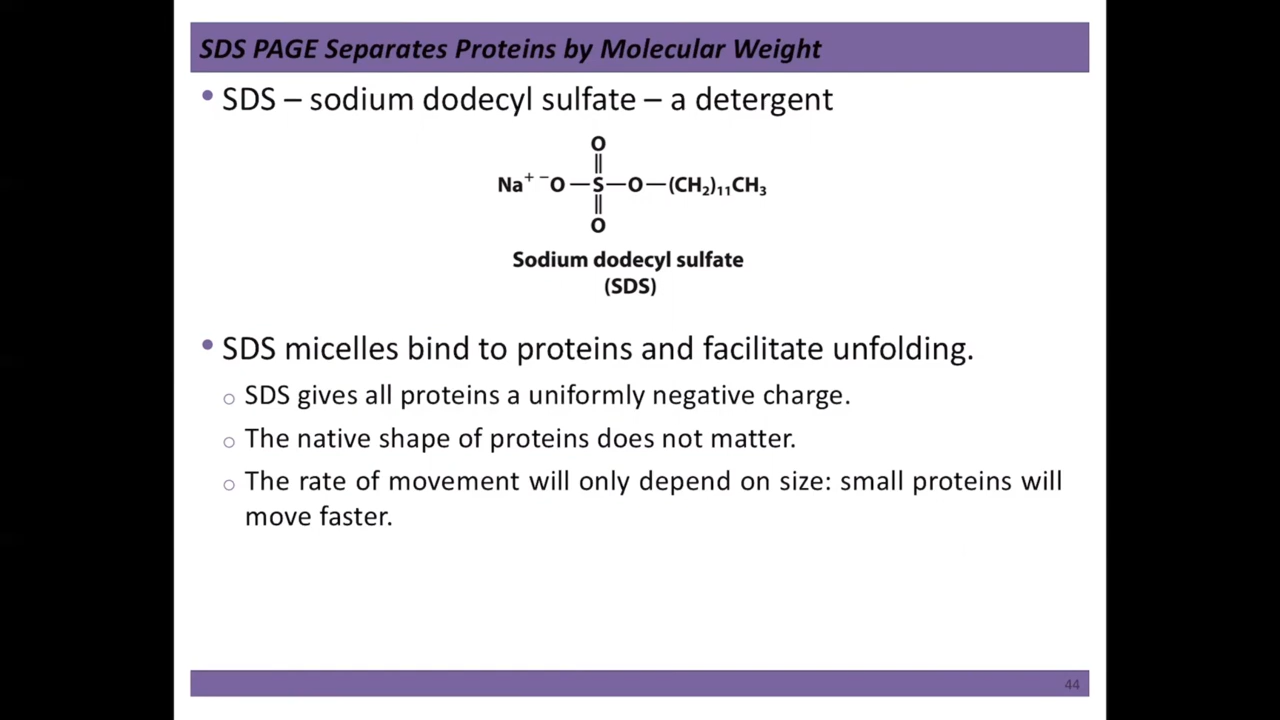 SDS PAGE Separates Proteins by Molecular Weight
• SDS – sodium dodecyl sulfate – a detergent
O
Na⁺ ⁻O—S—O—(CH₂)₁₁CH₃
O
Sodium dodecyl sulfate
(SDS)
• SDS micelles bind to proteins and facilitate unfolding.
○ SDS gives all proteins a uniformly negative charge.
○ The native shape of proteins does not matter.
○ The rate of movement will only depend on size: small proteins will
move faster.
44